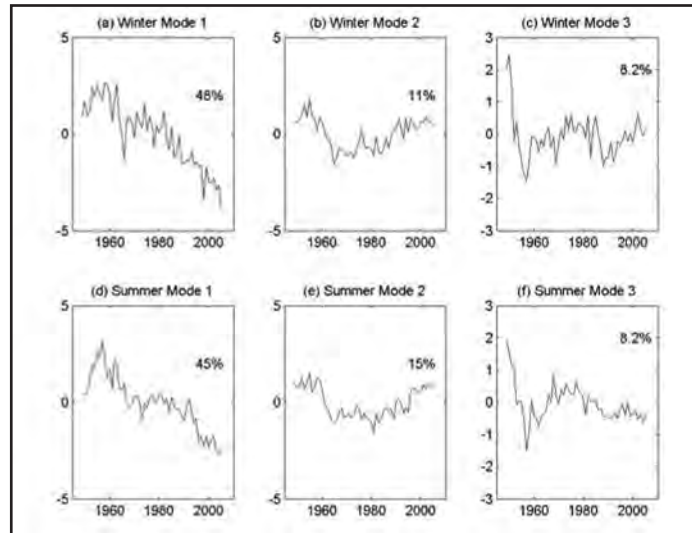 (a) Winter Mode 1
5
0
-5
48%
1960 1980 2000
(b) Winter Mode 2
5
0
-5
11%
1960 1980 2000
(c) Winter Mode 3
3
2
1
0
-1
-2
-3
8.2%
1960 1980 2000
(d) Summer Mode 1
5
0
-5
45%
1960 1980 2000
(e) Summer Mode 2
5
0
-5
15%
1960 1980 2000
(f) Summer Mode 3
3
2
1
0
-1
-2
-3
8.2%
1960 1980 2000